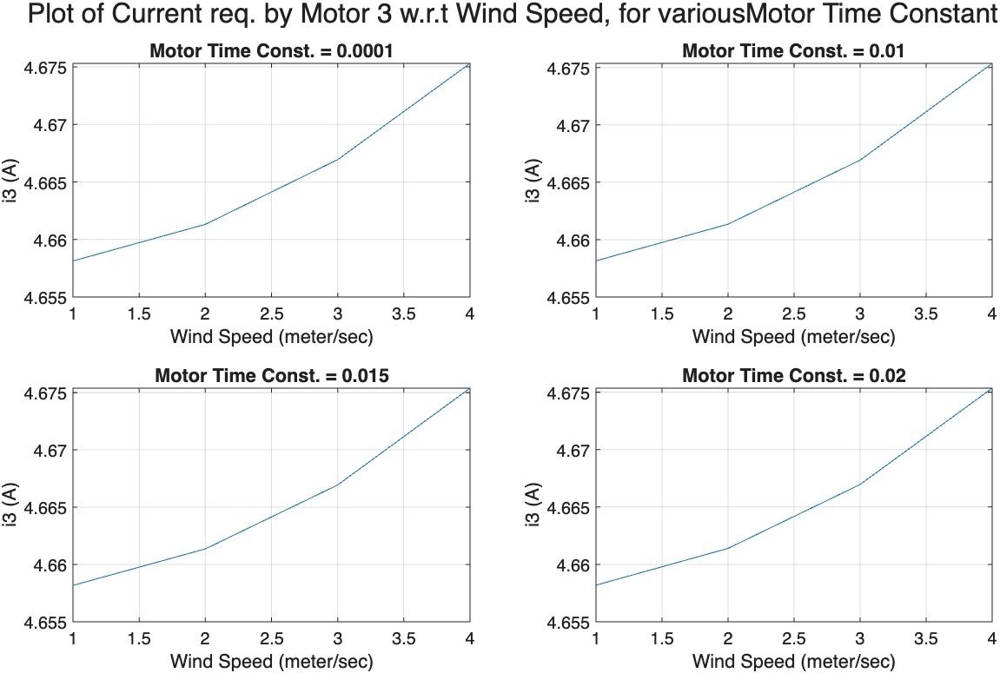 Plot of Current req. by Motor 3 w.r.t Wind Speed, for variousMotor Time Constant
Motor Time Const. = 0.0001
4.675
4.67
4.665
4.66
4.655
i3 (A)
1 1.5 2 2.5 3 3.5 4
Wind Speed (meter/sec)
Motor Time Const. = 0.01
4.675
4.67
4.665
4.66
4.655
i3 (A)
1 1.5 2 2.5 3 3.5 4
Wind Speed (meter/sec)
Motor Time Const. = 0.015
4.675
4.67
4.665
4.66
4.655
i3 (A)
1 1.5 2 2.5 3 3.5 4
Wind Speed (meter/sec)
Motor Time Const. = 0.02
4.675
4.67
4.665
4.66
4.655
i3 (A)
1 1.5 2 2.5 3 3.5 4
Wind Speed (meter/sec)